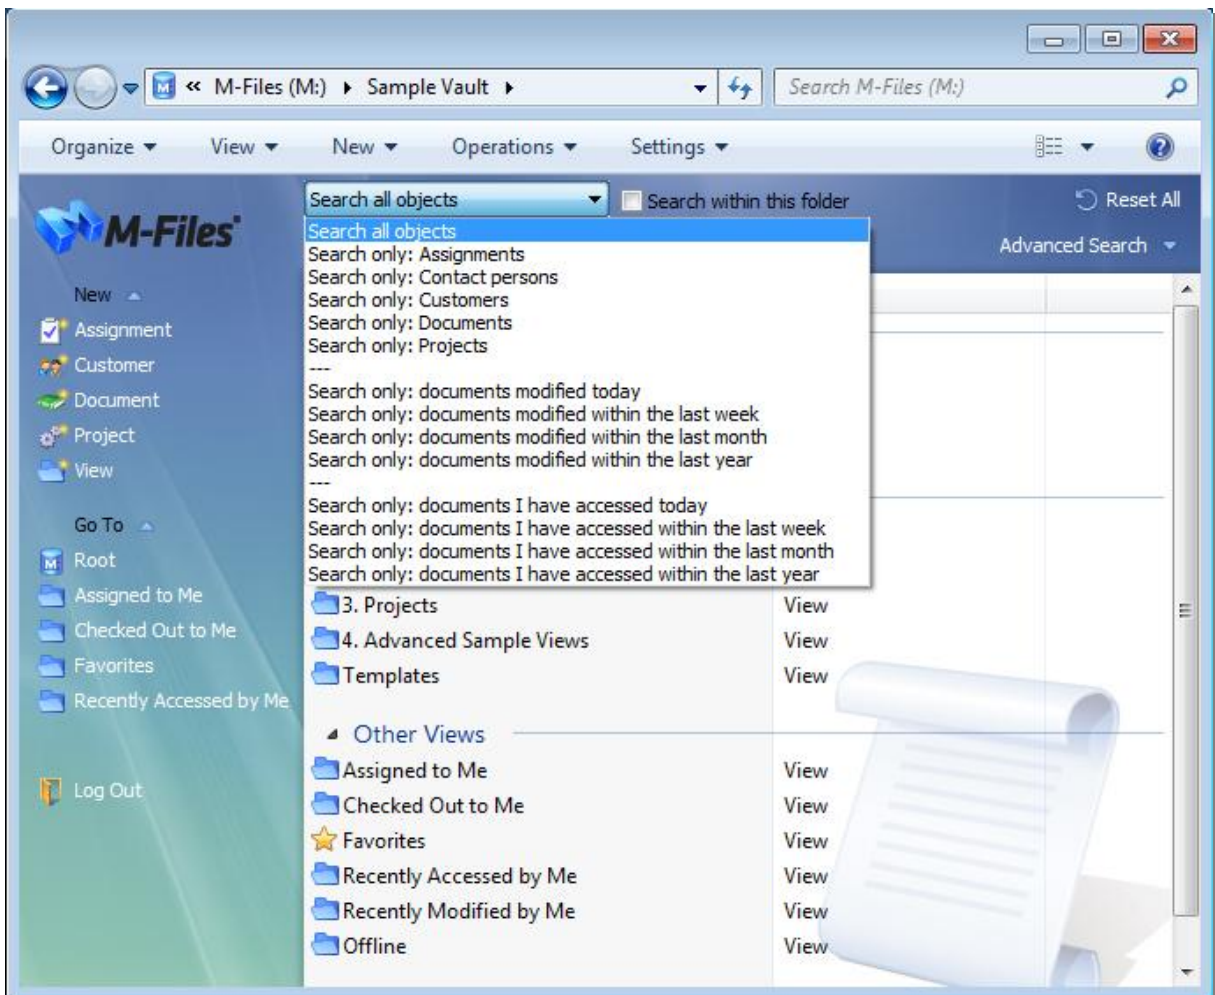 « M-Files (M:) Sample Vault
Search M-Files (M:)
Organize View New Operations Settings
M-Files
Search all objects
Search within this folder
Reset All
Advanced Search
Search all objects
Search only: Assignments
Search only: Contact persons
Search only: Customers
Search only: Documents
Search only: Projects
---
Search only: documents modified today
Search only: documents modified within the last week
Search only: documents modified within the last month
Search only: documents modified within the last year
---
Search only: documents I have accessed today
Search only: documents I have accessed within the last week
Search only: documents I have accessed within the last month
Search only: documents I have accessed within the last year
New
Assignment
Customer
Document
Project
View
Go To
Root
Assigned to Me
Checked Out to Me
Favorites
Recently Accessed by Me
Log Out
3. Projects View
4. Advanced Sample Views View
Templates View
Other Views
Assigned to Me View
Checked Out to Me View
Favorites View
Recently Accessed by Me View
Recently Modified by Me View
Offline View